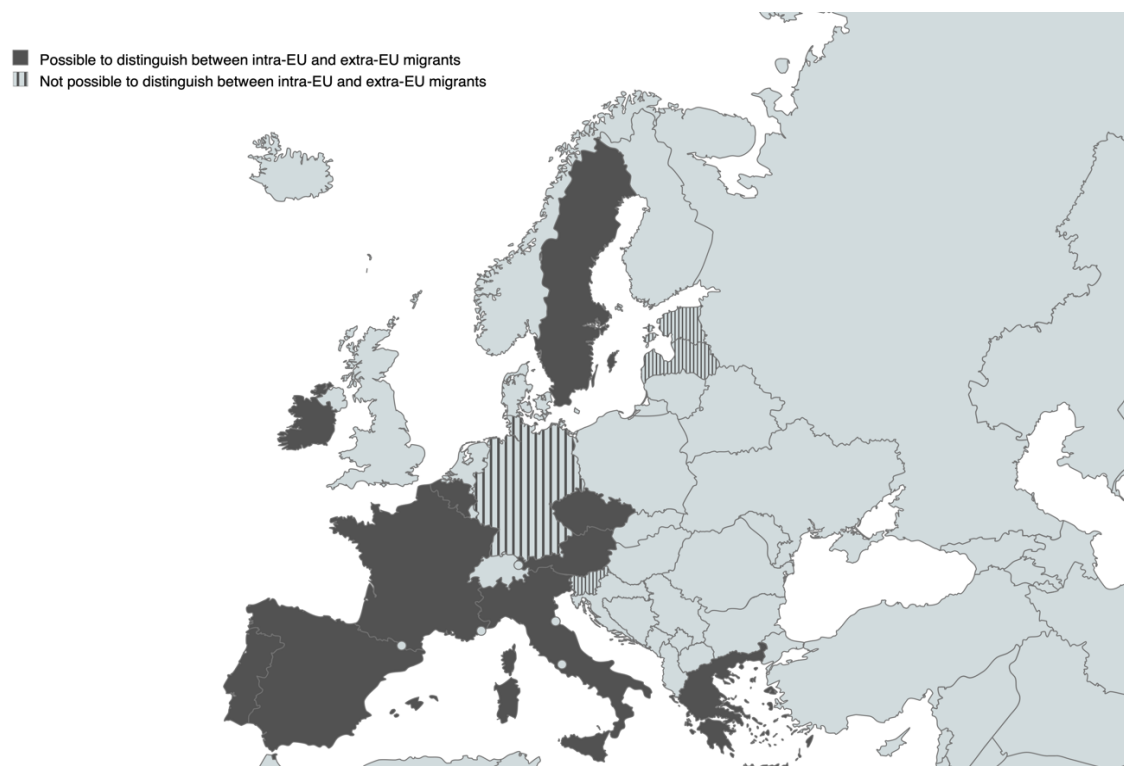 Possible to distinguish between intra-EU and extra-EU migrants
Not possible to distinguish between intra-EU and extra-EU migrants